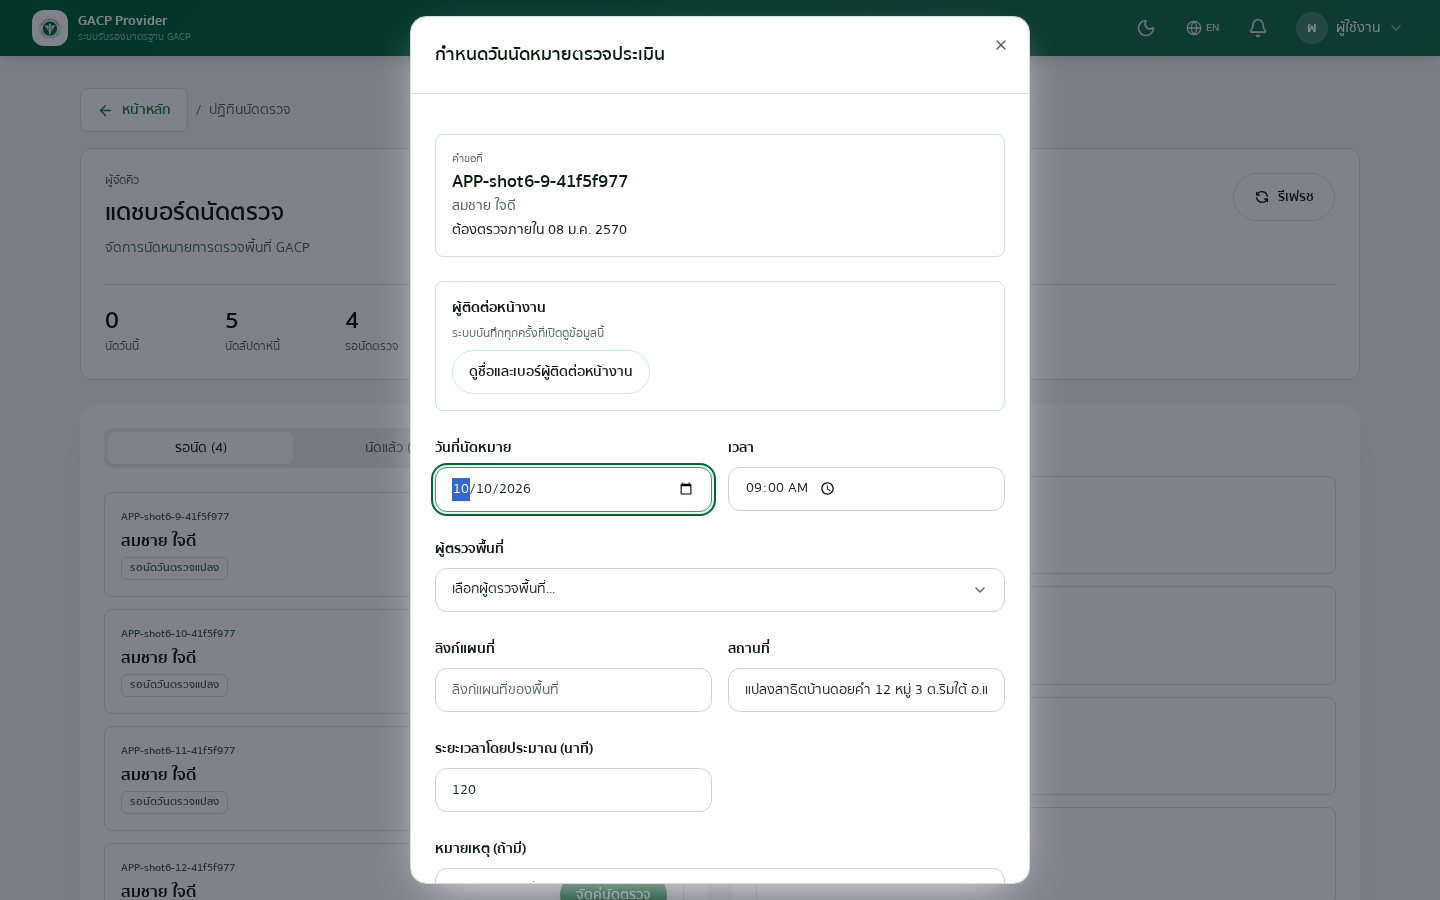 GACP Provider
ระบบรับรองมาตรฐาน GACP
EN
ผ
ผู้ใช้งาน
หน้าหลัก
/ ปฏิทินนัดตรวจ
ผู้จัดคิว
แดชบอร์ดนัดตรวจ
จัดการนัดหมายการตรวจพื้นที่ GACP
รีเฟรช
0
นัดวันนี้
5
นัดสัปดาห์นี้
4
รอนัดตรวจ
รอนัด (4)
นัดแล้ว (
APP-shot6-9-41f5f977
สมชาย ใจดี
รอนัดวันตรวจแปลง
APP-shot6-10-41f5f977
สมชาย ใจดี
รอนัดวันตรวจแปลง
APP-shot6-11-41f5f977
สมชาย ใจดี
รอนัดวันตรวจแปลง
APP-shot6-12-41f5f977
สมชาย ใจดี
จัดคู่นัดตรวจ
กำหนดวันนัดหมายตรวจประเมิน
คำขอที่
APP-shot6-9-41f5f977
สมชาย ใจดี
ต้องตรวจภายใน 08 ม.ค. 2570
ผู้ติดต่อหน้างาน
ระบบบันทึกทุกครั้งที่เปิดดูข้อมูลนี้
ดูชื่อและเบอร์ผู้ติดต่อหน้างาน
วันที่นัดหมาย
10/10/2026
เวลา
09:00 AM
ผู้ตรวจพื้นที่
เลือกผู้ตรวจพื้นที่...
ลิงก์แผนที่
ลิงก์แผนที่ของพื้นที่
สถานที่
แปลงสาธิตบ้านดอยคำ 12 หมู่ 3 ต.ริมใต้ อ.แ
ระยะเวลาโดยประมาณ (นาที)
120
หมายเหตุ (ถ้ามี)